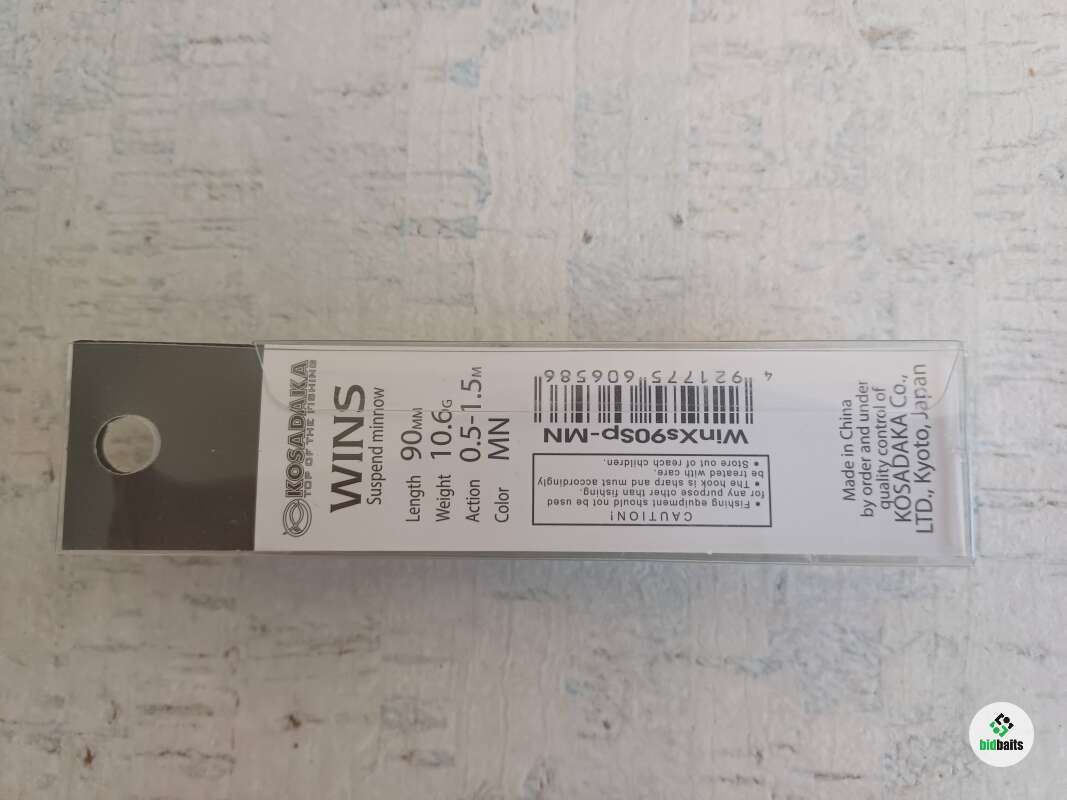 KOSADAKA
TOP OF THE FISHING
WINS
Suspend minnow
Length 90MM
Weight 10.6G
Action 0.5-1.5M
Color MN
4 921775 606586
WinXs90Sp-MN
CAUTION!
• Fishing equipment should not be used
for any purpose other than fishing.
• The hook is sharp and must accordingly
be treated with care.
• Store out of reach children.
Made in China
by order and under
quality control of
KOSADAKA Co.,
LTD., Kyoto, Japan
bidbaits